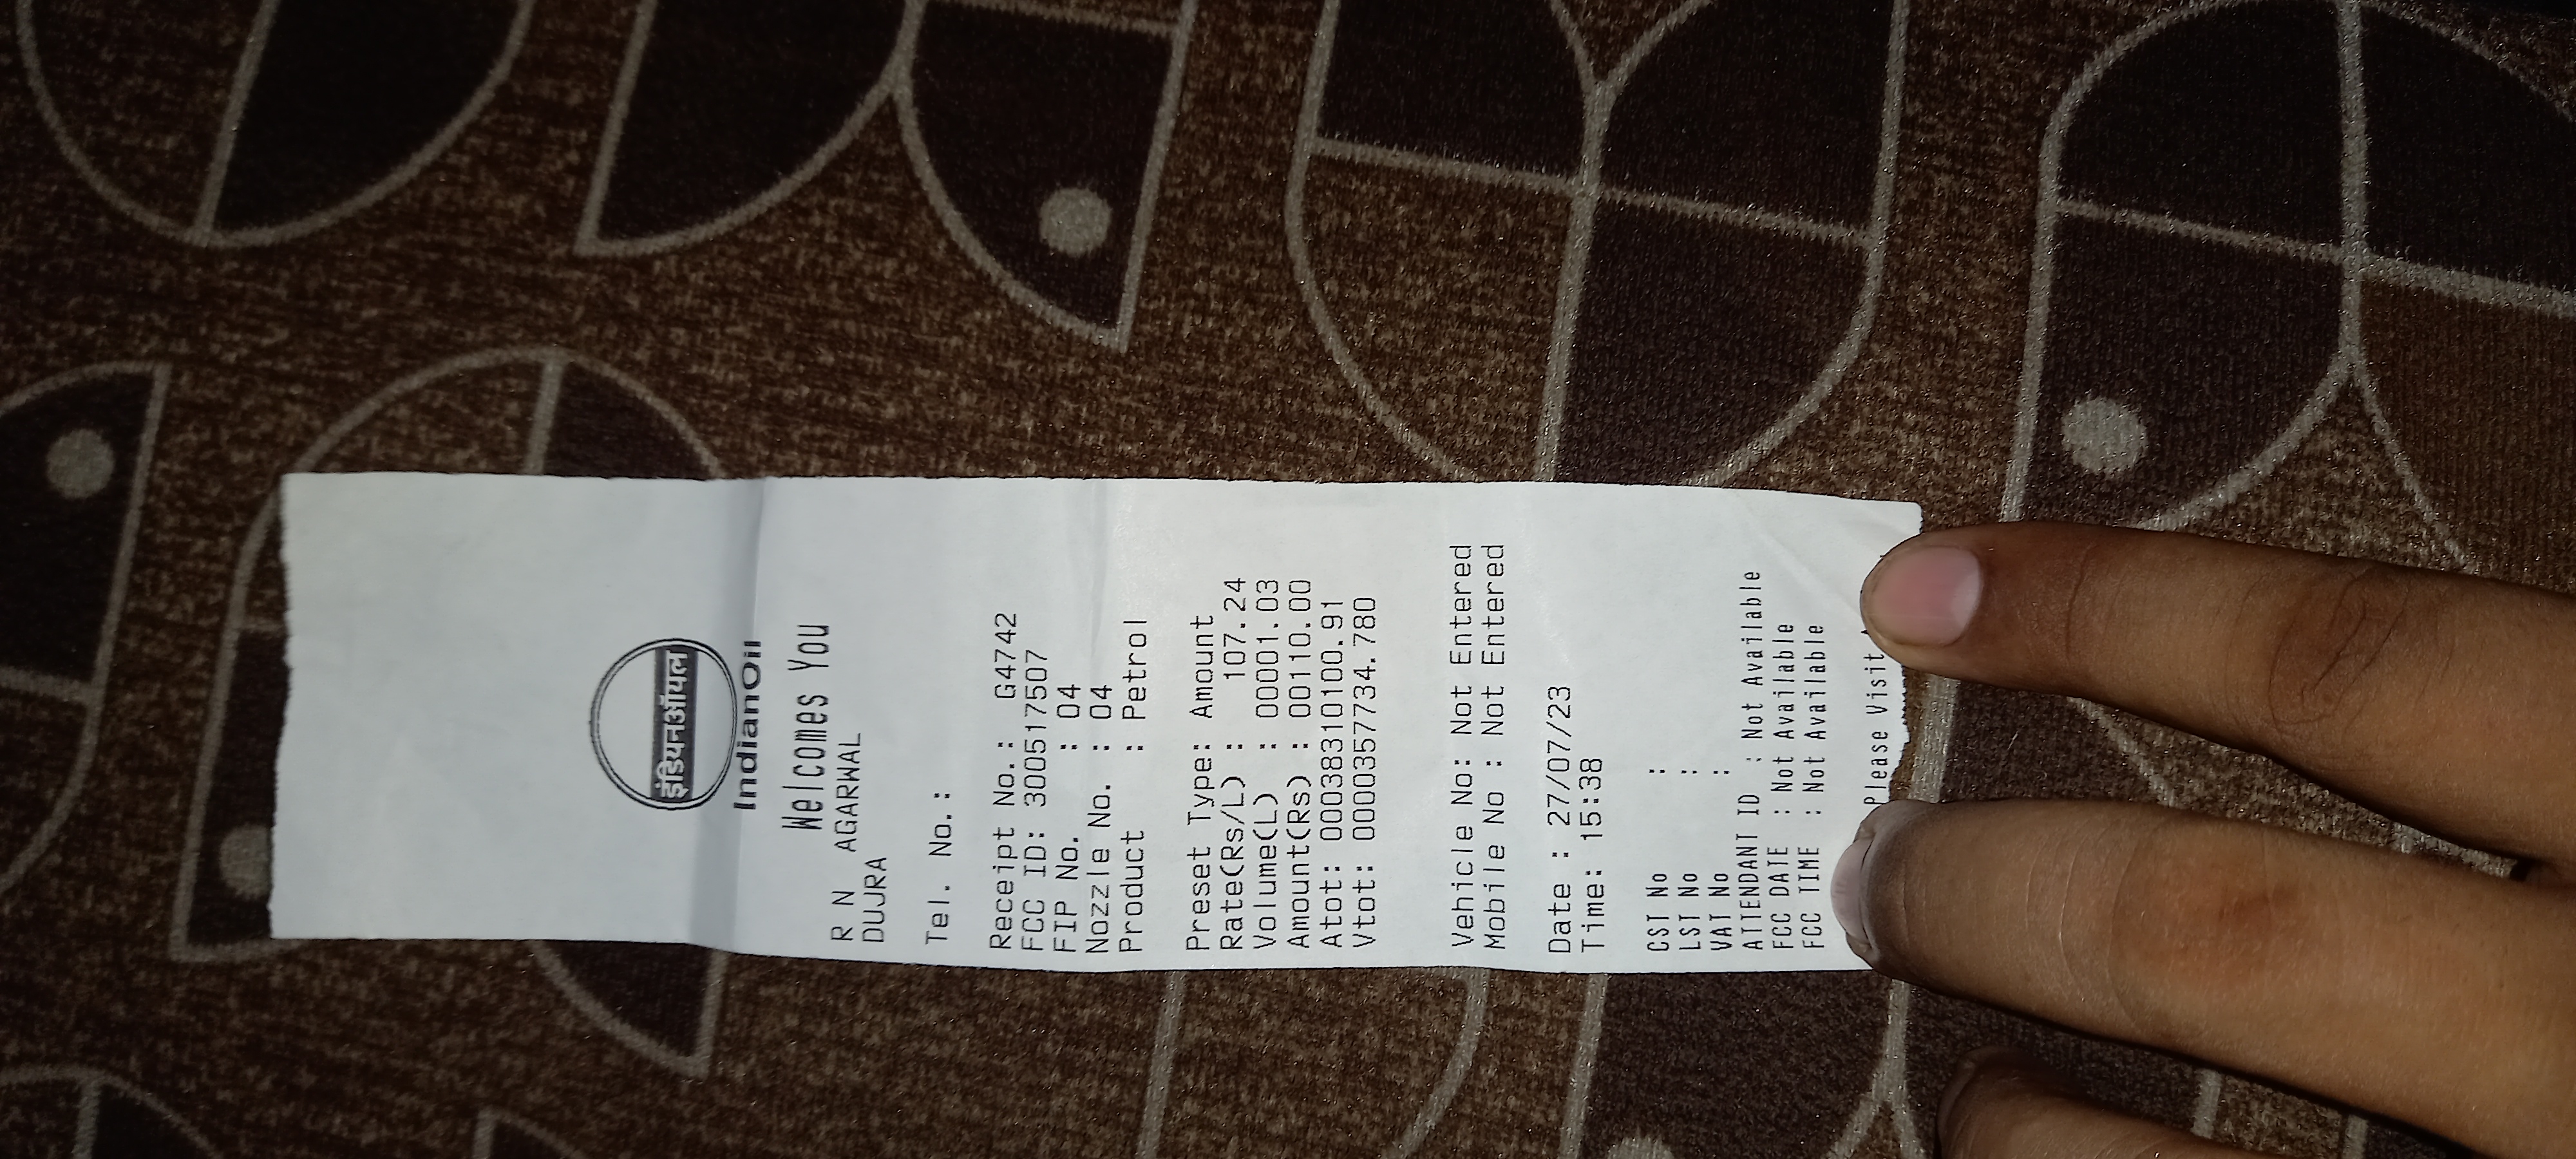 इंडियनऑयल
IndianOil
Welcomes You
R N AGARWAL
DUJRA
Tel. No.:
Receipt No.: G4742
FCC ID: 300517507
FIP No. : 04
Nozzle No. : 04
Product : Petrol
Preset Type: Amount
Rate(Rs/L) : 107.24
Volume(L) : 00001.03
Amount(Rs) : 00110.00
Atot: 00038310100.91
Vtot: 0000357734.780
Vehicle No: Not Entered
Mobile No : Not Entered
Date : 27/07/23
Time: 15:38
CST No :
LST No :
VAT No :
ATTENDANT ID : Not Available
FCC DATE : Not Available
FCC TIME : Not Available
Please Visit